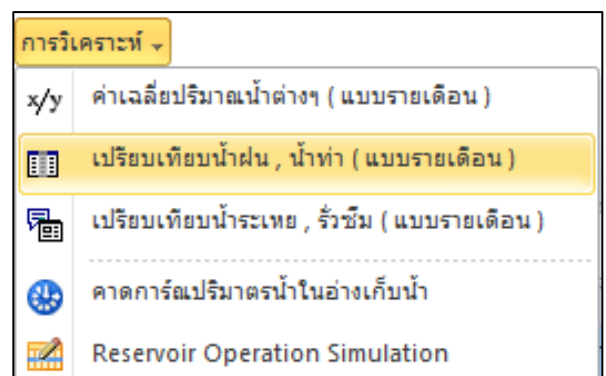 การวิเคราะห์
x/y ค่าเฉลี่ยปริมาณน้ำต่างๆ ( แบบรายเดือน )
เปรียบเทียบน้ำฝน , น้ำท่า ( แบบรายเดือน )
เปรียบเทียบน้ำระเหย , รั่วซึม ( แบบรายเดือน )
คาดการ์ณปริมาตรน้ำในอ่างเก็บน้ำ
Reservoir Operation Simulation